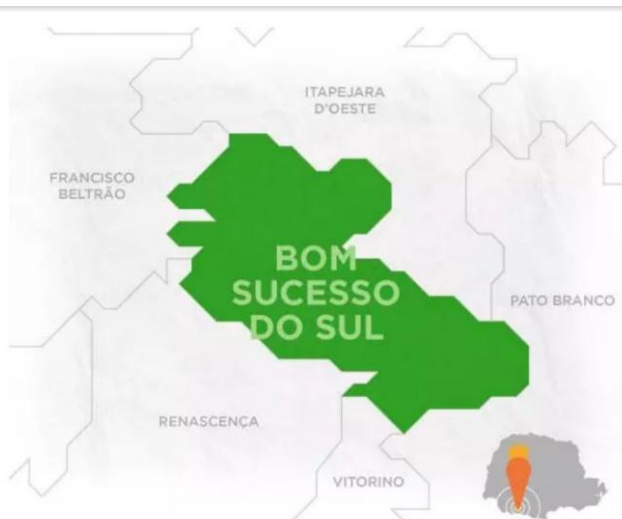 ITAPEJARA
D'OESTE
FRANCISCO
BELTRÃO
BOM
SUCESSO
DO SUL
PATO BRANCO
RENASCENÇA
VITORINO